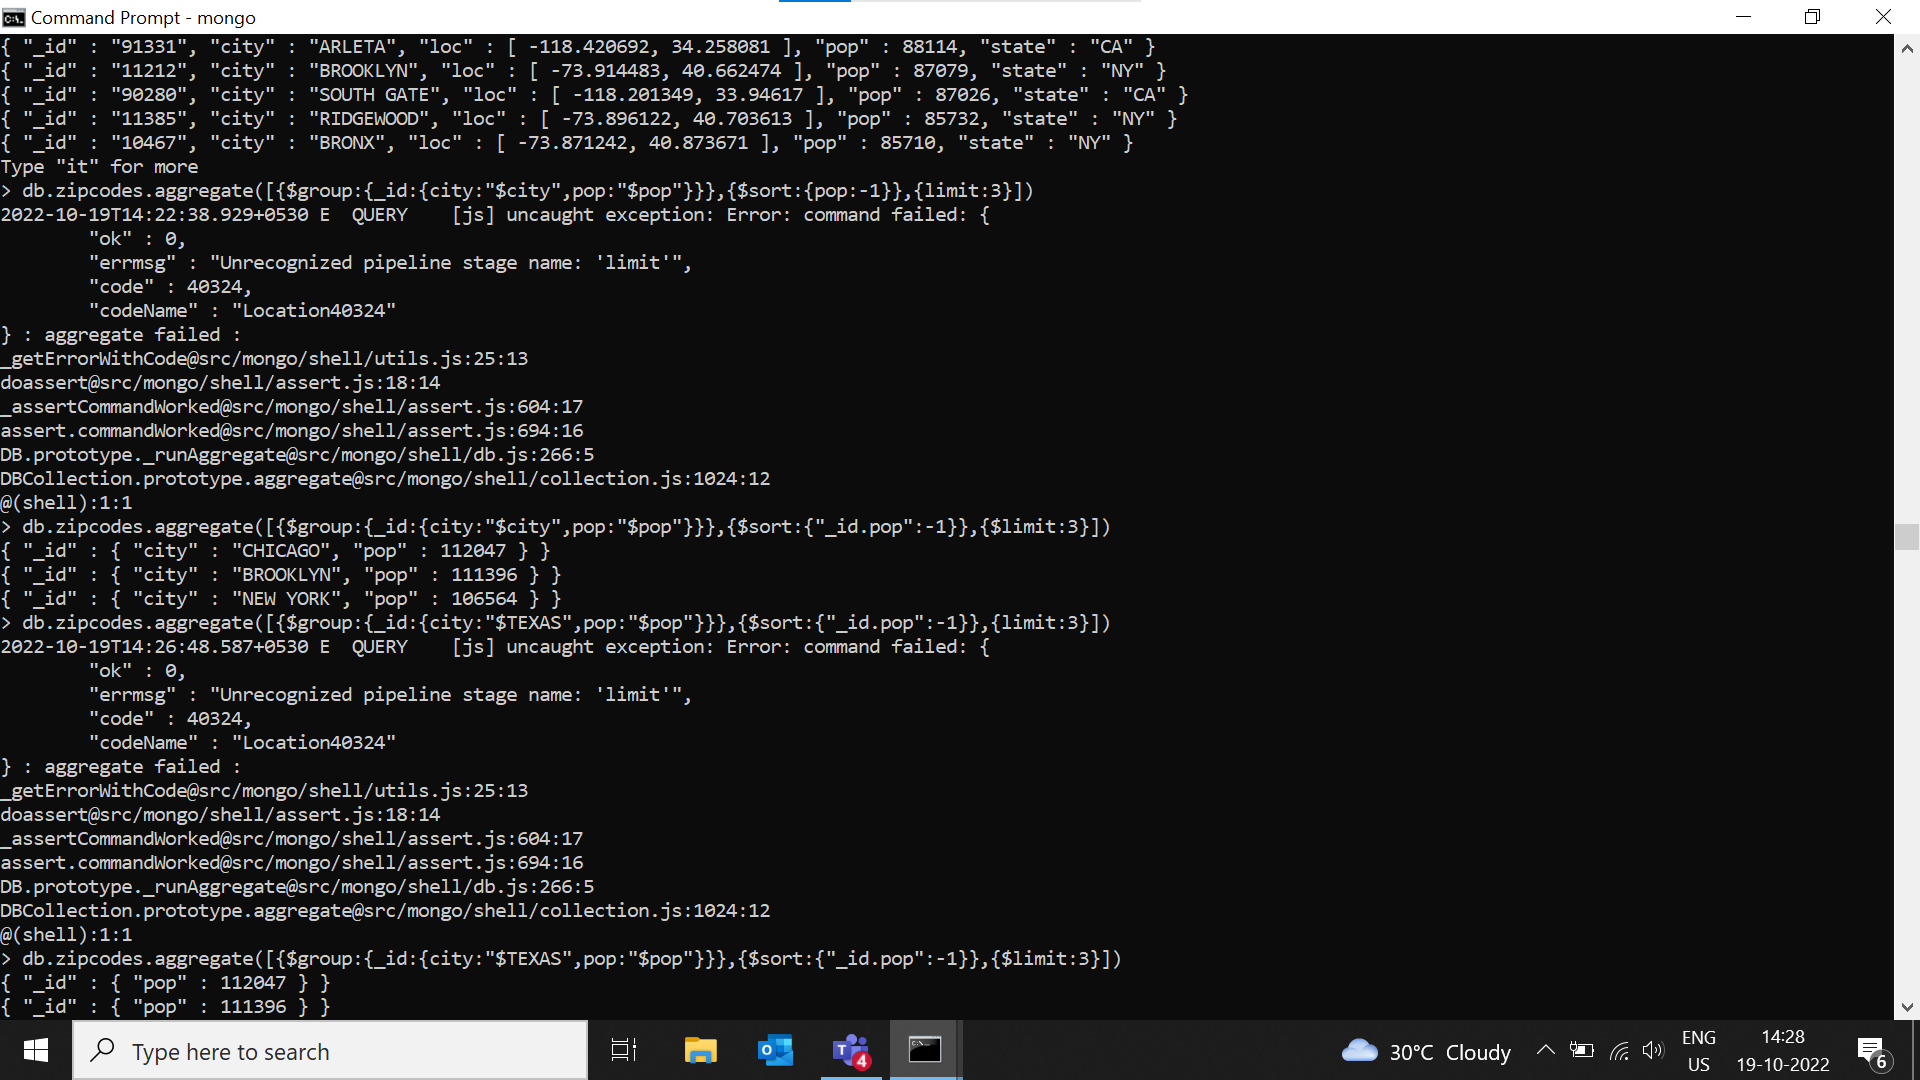 Command Prompt - mongo
{ "_id" : "91331", "city" : "ARLETA", "loc" : [ -118.420692, 34.258081 ], "pop" : 88114, "state" : "CA" }
{ "_id" : "11212", "city" : "BROOKLYN", "loc" : [ -73.914483, 40.662474 ], "pop" : 87079, "state" : "NY" }
{ "_id" : "90280", "city" : "SOUTH GATE", "loc" : [ -118.201349, 33.94617 ], "pop" : 87026, "state" : "CA" }
{ "_id" : "11385", "city" : "RIDGEWOOD", "loc" : [ -73.896122, 40.703613 ], "pop" : 85732, "state" : "NY" }
{ "_id" : "10467", "city" : "BRONX", "loc" : [ -73.871242, 40.873671 ], "pop" : 85710, "state" : "NY" }
Type "it" for more
> db.zipcodes.aggregate([{$group:{_id:{city:"$city",pop:"$pop"}}},{$sort:{pop:-1}},{limit:3}])
2022-10-19T14:22:38.929+0530 E  QUERY    [js] uncaught exception: Error: command failed: {
        "ok" : 0,
        "errmsg" : "Unrecognized pipeline stage name: 'limit'",
        "code" : 40324,
        "codeName" : "Location40324"
} : aggregate failed :
_getErrorWithCode@src/mongo/shell/utils.js:25:13
doassert@src/mongo/shell/assert.js:18:14
_assertCommandWorked@src/mongo/shell/assert.js:604:17
assert.commandWorked@src/mongo/shell/assert.js:694:16
DB.prototype._runAggregate@src/mongo/shell/db.js:266:5
DBCollection.prototype.aggregate@src/mongo/shell/collection.js:1024:12
@(shell):1:1
> db.zipcodes.aggregate([{$group:{_id:{city:"$city",pop:"$pop"}}},{$sort:{"_id.pop":-1}},{$limit:3}])
{ "_id" : { "city" : "CHICAGO", "pop" : 112047 } }
{ "_id" : { "city" : "BROOKLYN", "pop" : 111396 } }
{ "_id" : { "city" : "NEW YORK", "pop" : 106564 } }
> db.zipcodes.aggregate([{$group:{_id:{city:"$TEXAS",pop:"$pop"}}},{$sort:{"_id.pop":-1}},{limit:3}])
2022-10-19T14:26:48.587+0530 E  QUERY    [js] uncaught exception: Error: command failed: {
        "ok" : 0,
        "errmsg" : "Unrecognized pipeline stage name: 'limit'",
        "code" : 40324,
        "codeName" : "Location40324"
} : aggregate failed :
_getErrorWithCode@src/mongo/shell/utils.js:25:13
doassert@src/mongo/shell/assert.js:18:14
_assertCommandWorked@src/mongo/shell/assert.js:604:17
assert.commandWorked@src/mongo/shell/assert.js:694:16
DB.prototype._runAggregate@src/mongo/shell/db.js:266:5
DBCollection.prototype.aggregate@src/mongo/shell/collection.js:1024:12
@(shell):1:1
> db.zipcodes.aggregate([{$group:{_id:{city:"$TEXAS",pop:"$pop"}}},{$sort:{"_id.pop":-1}},{$limit:3}])
{ "_id" : { "pop" : 112047 } }
{ "_id" : { "pop" : 111396 } }
Type here to search
4
30°C Cloudy
ENG
US
14:28
19-10-2022
6